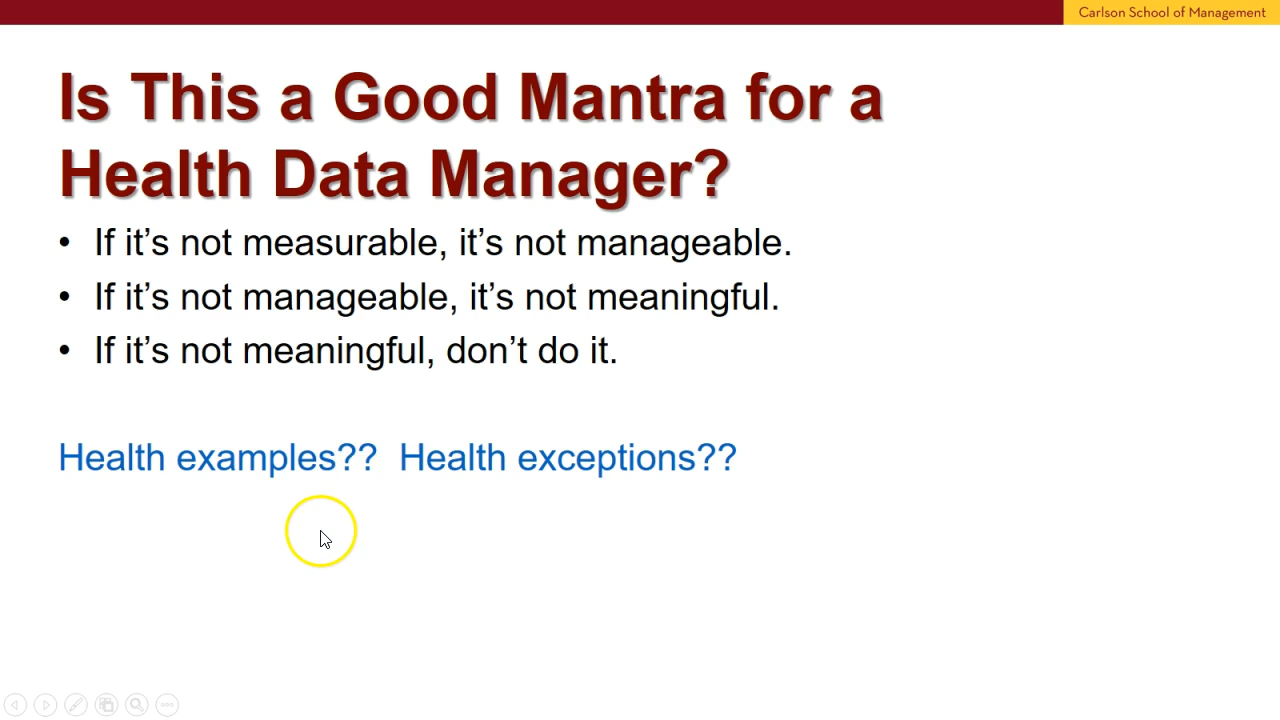 Carlson School of Management
Is This a Good Mantra for a
Health Data Manager?
• If it’s not measurable, it’s not manageable.
• If it’s not manageable, it’s not meaningful.
• If it’s not meaningful, don’t do it.
Health examples?? Health exceptions??